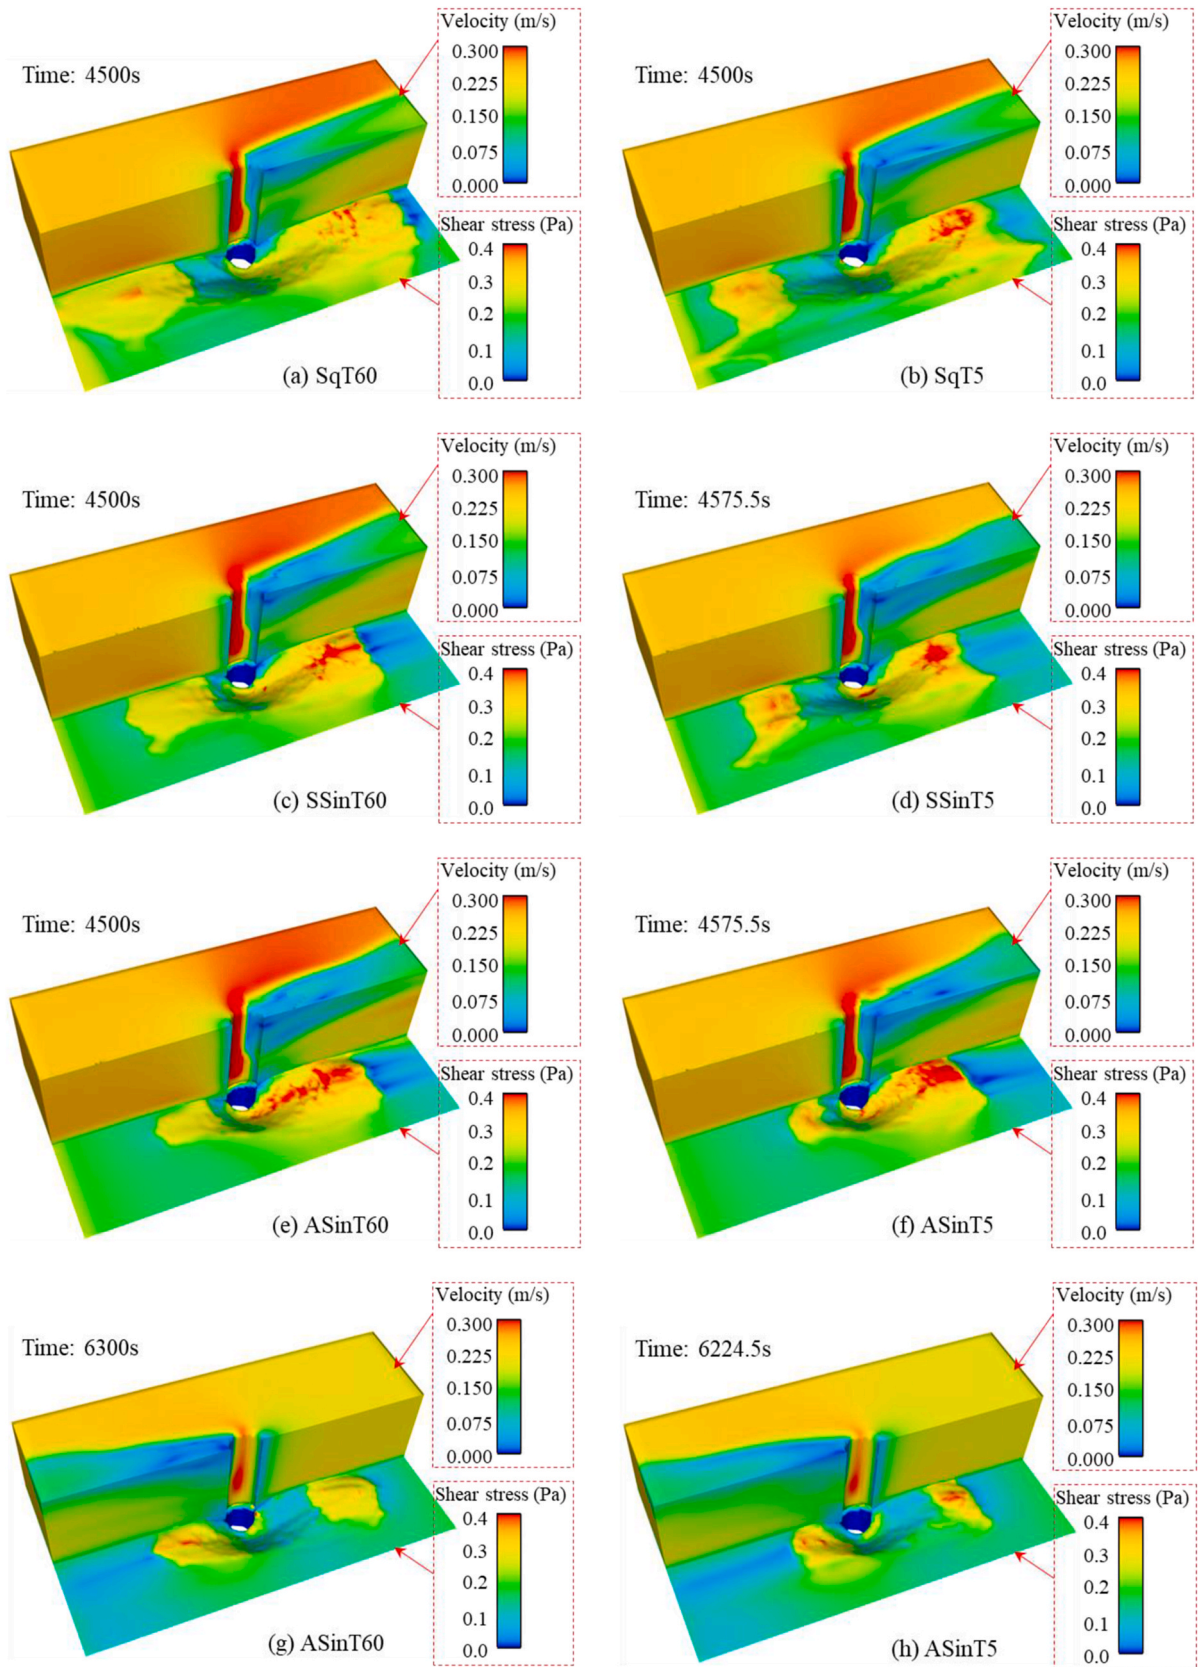 Velocity (m/s)
0.300
0.225
0.150
0.075
0.000
Time: 4500s
Shear stress (Pa)
0.4
0.3
0.2
0.1
0.0
(a) SqT60
Velocity (m/s)
0.300
0.225
0.150
0.075
0.000
Time: 4500s
Shear stress (Pa)
0.4
0.3
0.2
0.1
0.0
(b) SqT5
Velocity (m/s)
0.300
0.225
0.150
0.075
0.000
Time: 4500s
Shear stress (Pa)
0.4
0.3
0.2
0.1
0.0
(c) SSinT60
Velocity (m/s)
0.300
0.225
0.150
0.075
0.000
Time: 4575.5s
Shear stress (Pa)
0.4
0.3
0.2
0.1
0.0
(d) SSinT5
Velocity (m/s)
0.300
0.225
0.150
0.075
0.000
Time: 4500s
Shear stress (Pa)
0.4
0.3
0.2
0.1
0.0
(e) ASinT60
Velocity (m/s)
0.300
0.225
0.150
0.075
0.000
Time: 4575.5s
Shear stress (Pa)
0.4
0.3
0.2
0.1
0.0
(f) ASinT5
Velocity (m/s)
0.300
0.225
0.150
0.075
0.000
Time: 6300s
Shear stress (Pa)
0.4
0.3
0.2
0.1
0.0
(g) ASinT60
Velocity (m/s)
0.300
0.225
0.150
0.075
0.000
Time: 6224.5s
Shear stress (Pa)
0.4
0.3
0.2
0.1
0.0
(h) ASinT5